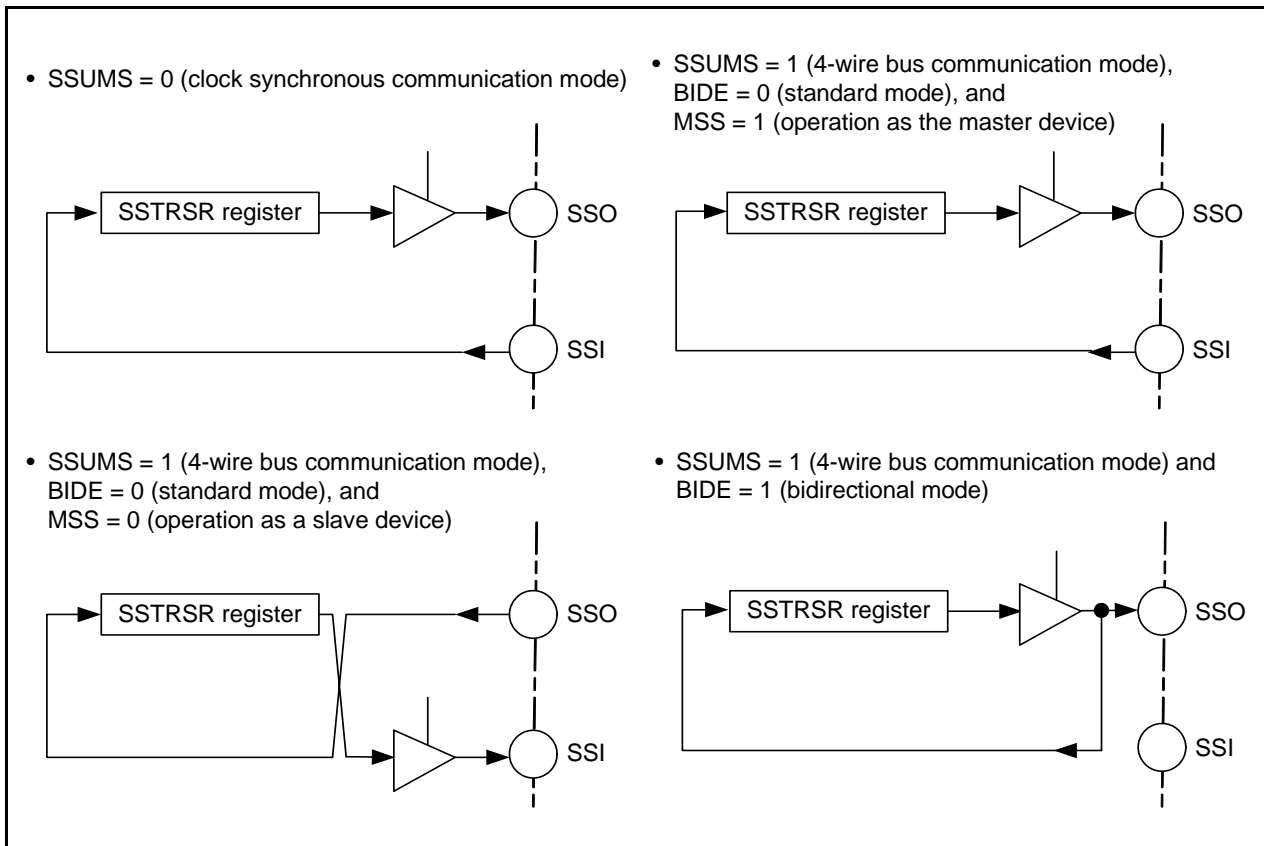 • SSUMS = 0 (clock synchronous communication mode)
SSTRSR register
SSO
SSI
• SSUMS = 1 (4-wire bus communication mode),
BIDE = 0 (standard mode), and
MSS = 1 (operation as the master device)
SSTRSR register
SSO
SSI
• SSUMS = 1 (4-wire bus communication mode),
BIDE = 0 (standard mode), and
MSS = 0 (operation as a slave device)
SSTRSR register
SSO
SSI
• SSUMS = 1 (4-wire bus communication mode) and
BIDE = 1 (bidirectional mode)
SSTRSR register
SSO
SSI